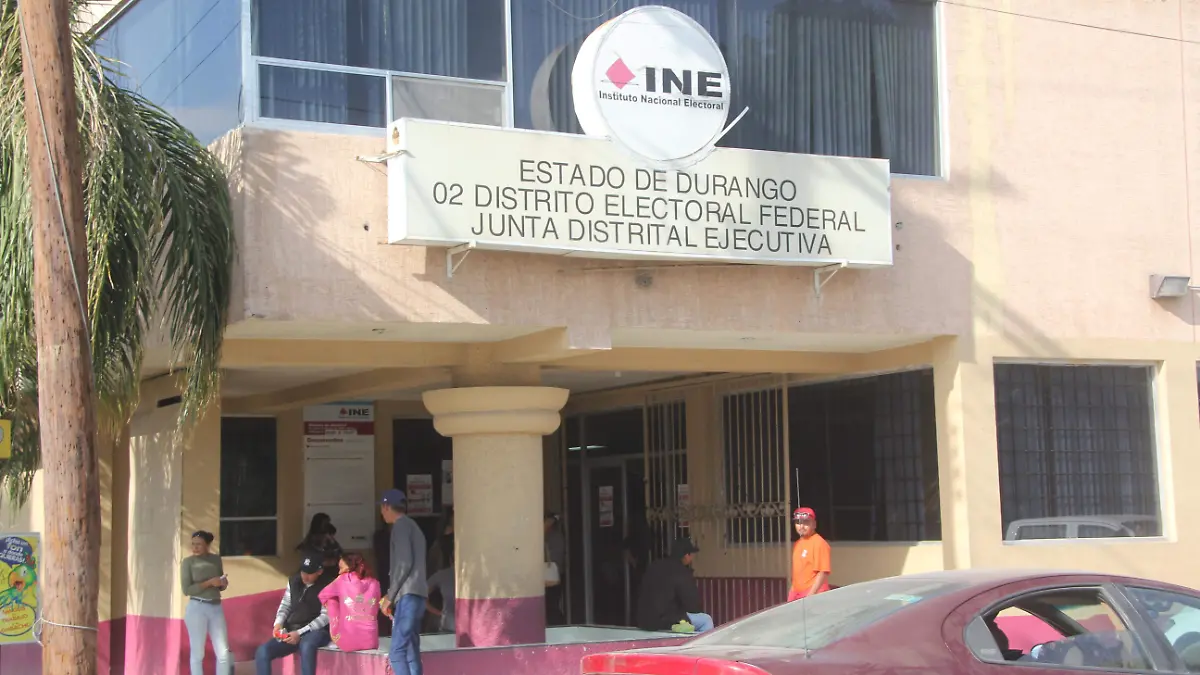 INE
Instituto Nacional Electoral
ESTADO DE DURANGO
02 DISTRITO ELECTORAL FEDERAL
JUNTA DISTRITAL EJECUTIVA
INE